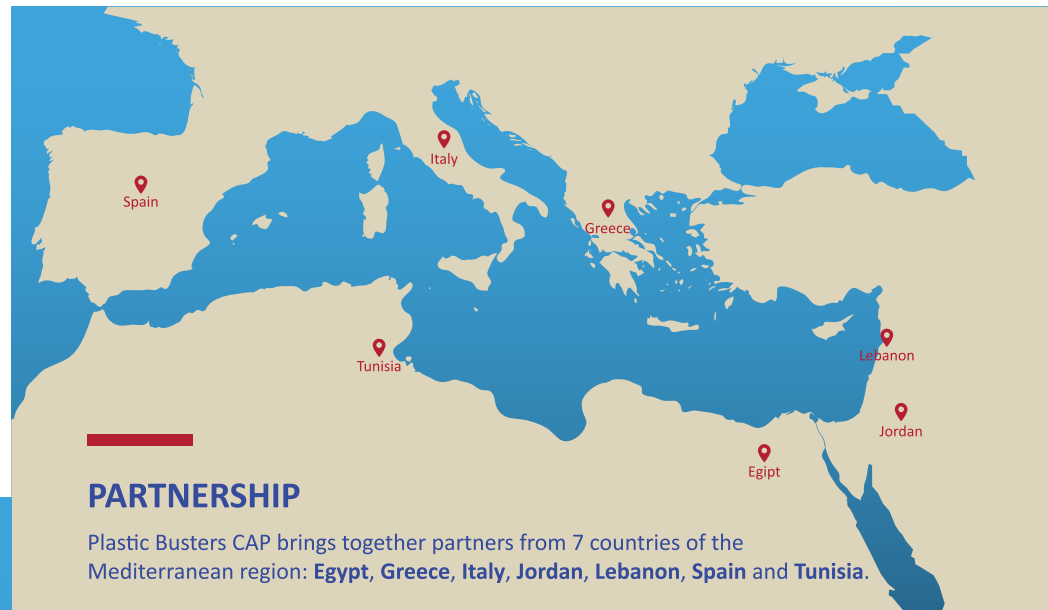 Italy
Spain
Greece
Lebanon
Tunisia
Jordan
Egipt
PARTNERSHIP
Plastic Busters CAP brings together partners from 7 countries of the
Mediterranean region: Egypt, Greece, Italy, Jordan, Lebanon, Spain and Tunisia.